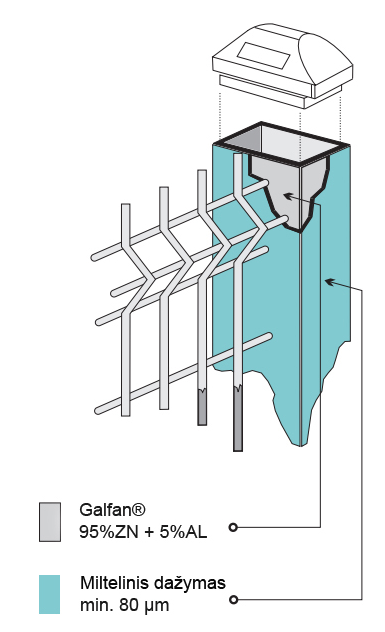 Galfan®
95%ZN + 5%AL
Miltelinis dažymas
min. 80 µm